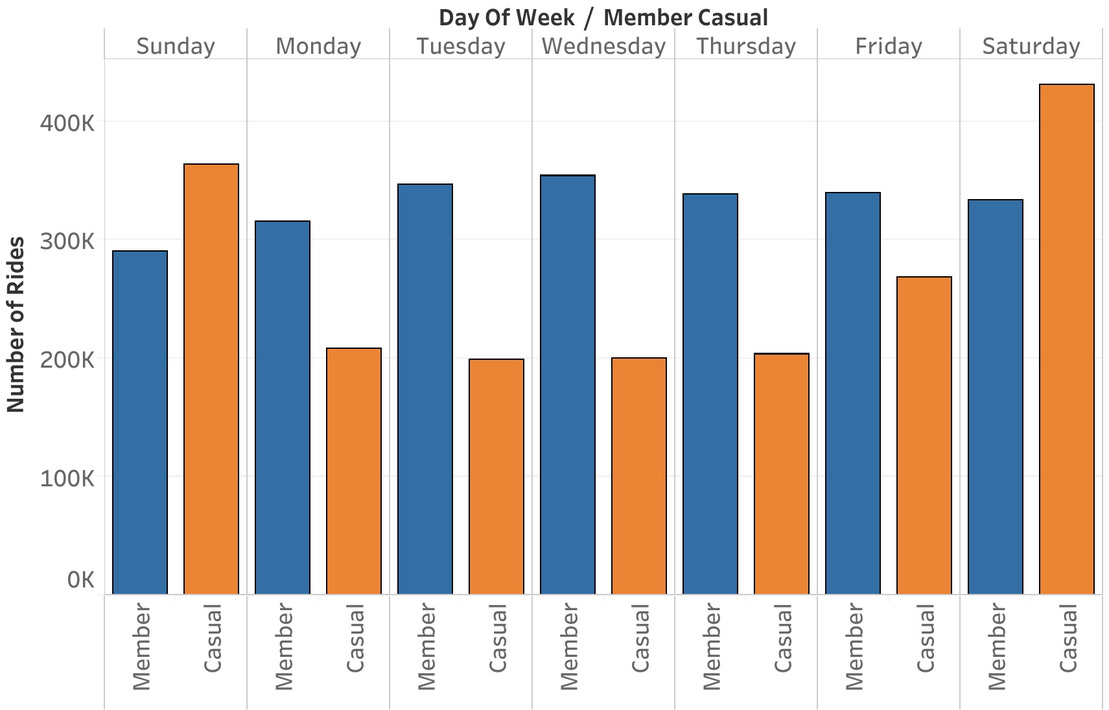 Day Of Week / Member Casual
Sunday Monday Tuesday Wednesday Thursday Friday Saturday
Number of Rides
400K
300K
200K
100K
0K
Member Casual Member Casual Member Casual Member Casual Member Casual Member Casual Member Casual